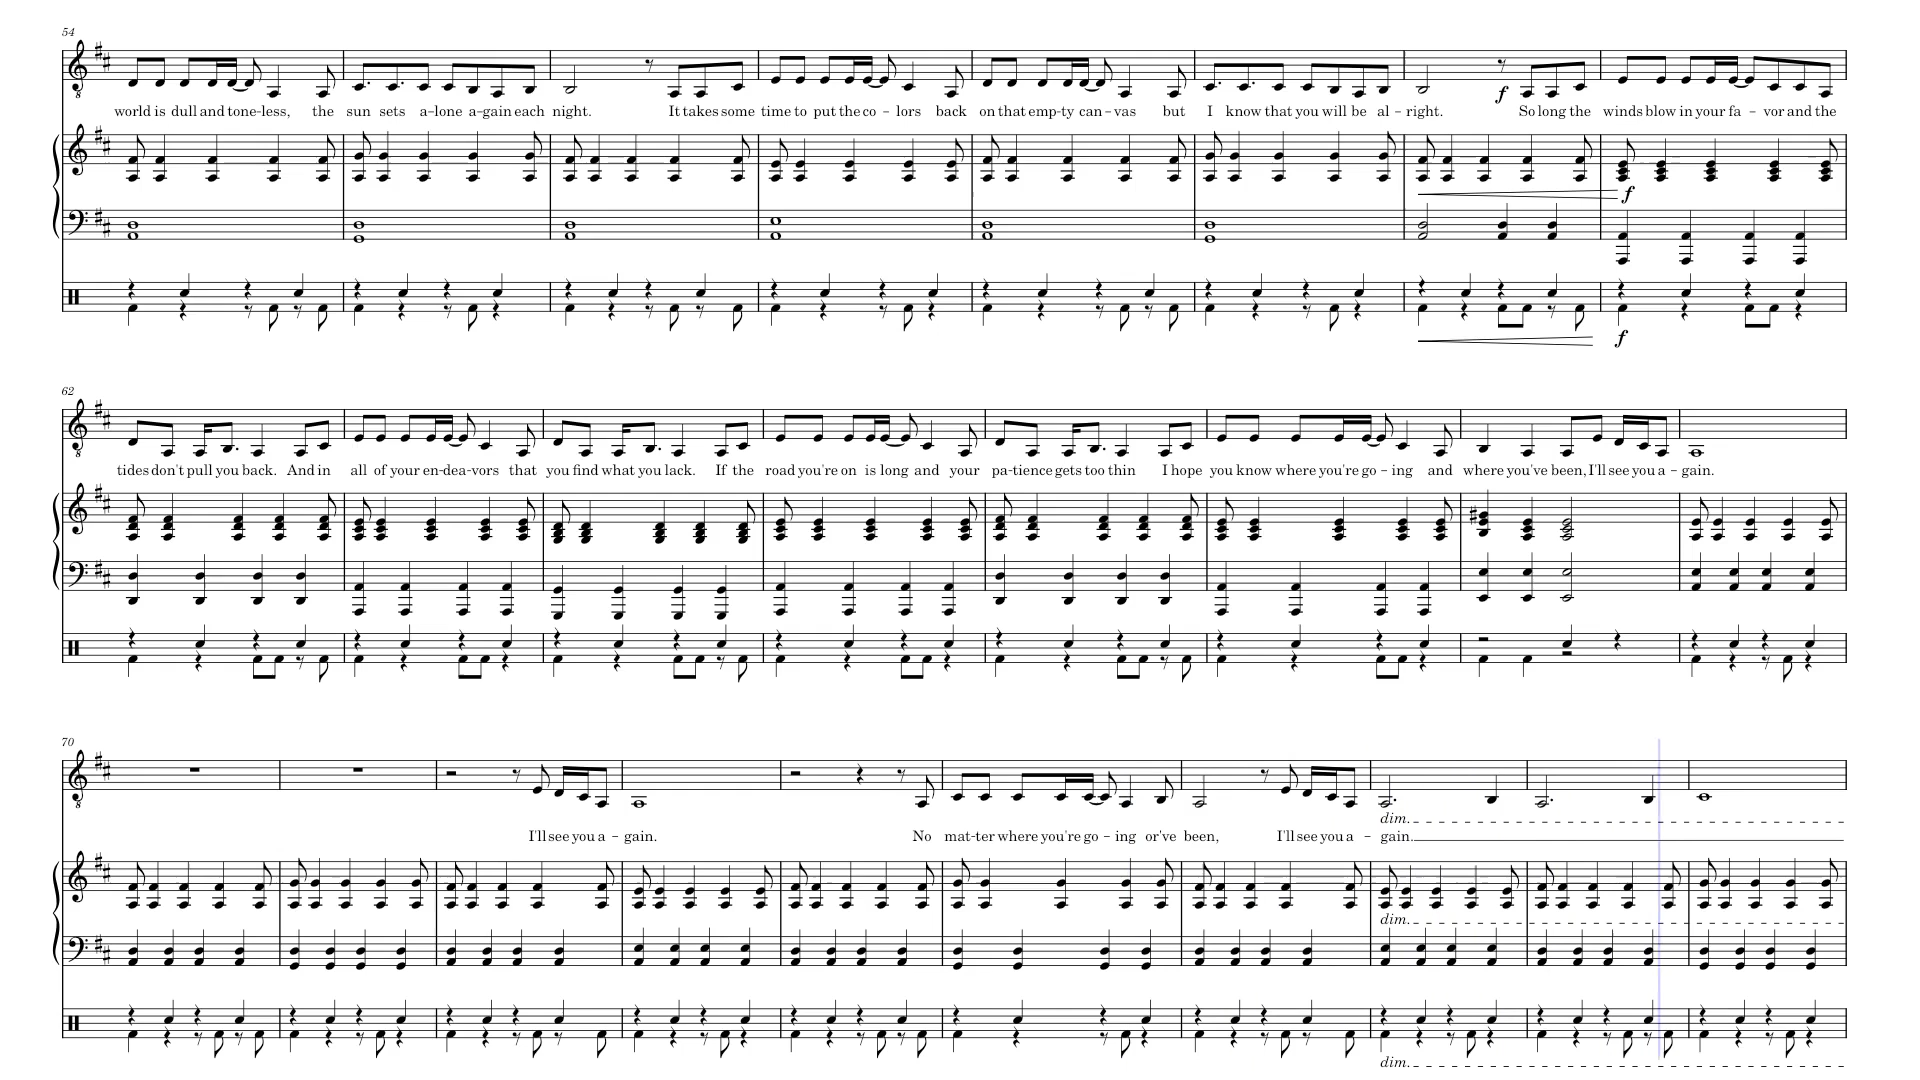 54
world is dull and tone-less, the sun sets a-lone a-gain each night. It takes some time to put the co - lors back on that emp-ty can-vas but I know that you will be al-right. So long the winds blow in your fa - vor and the
f
f
f
62
tides don't pull you back. And in all of your en-dea-vors that you find what you lack. If the road you're on is long and your pa-tience gets too thin I hope you know where you're go-ing and where you've been, I'll see you a-gain.
70
dim.
I'll see you a - gain. No mat-ter where you're go - ing or've been, I'll see you a - gain.
dim.
dim.